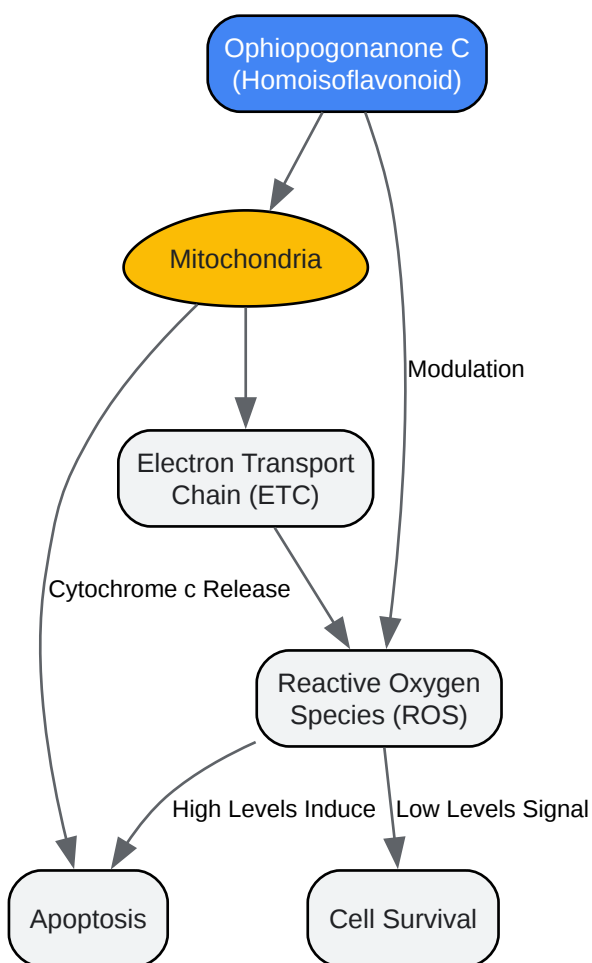 Ophiopogonanone C
(Homoisoflavonoid)
Mitochondria
Modulation
Electron Transport
Chain (ETC)
Cytochrome c Release
Reactive Oxygen
Species (ROS)
High Levels Induce
Low Levels Signal
Apoptosis
Cell Survival